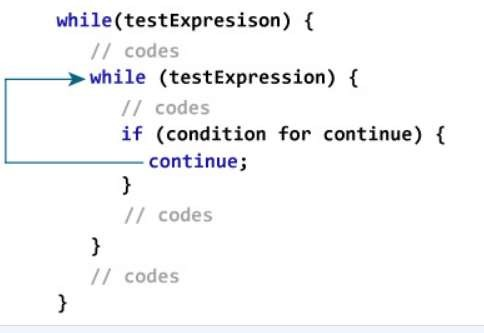 while(testExpresison) {
// codes
while (testExpression) {
// codes
if (condition for continue) {
continue;
}
// codes
}
// codes
}